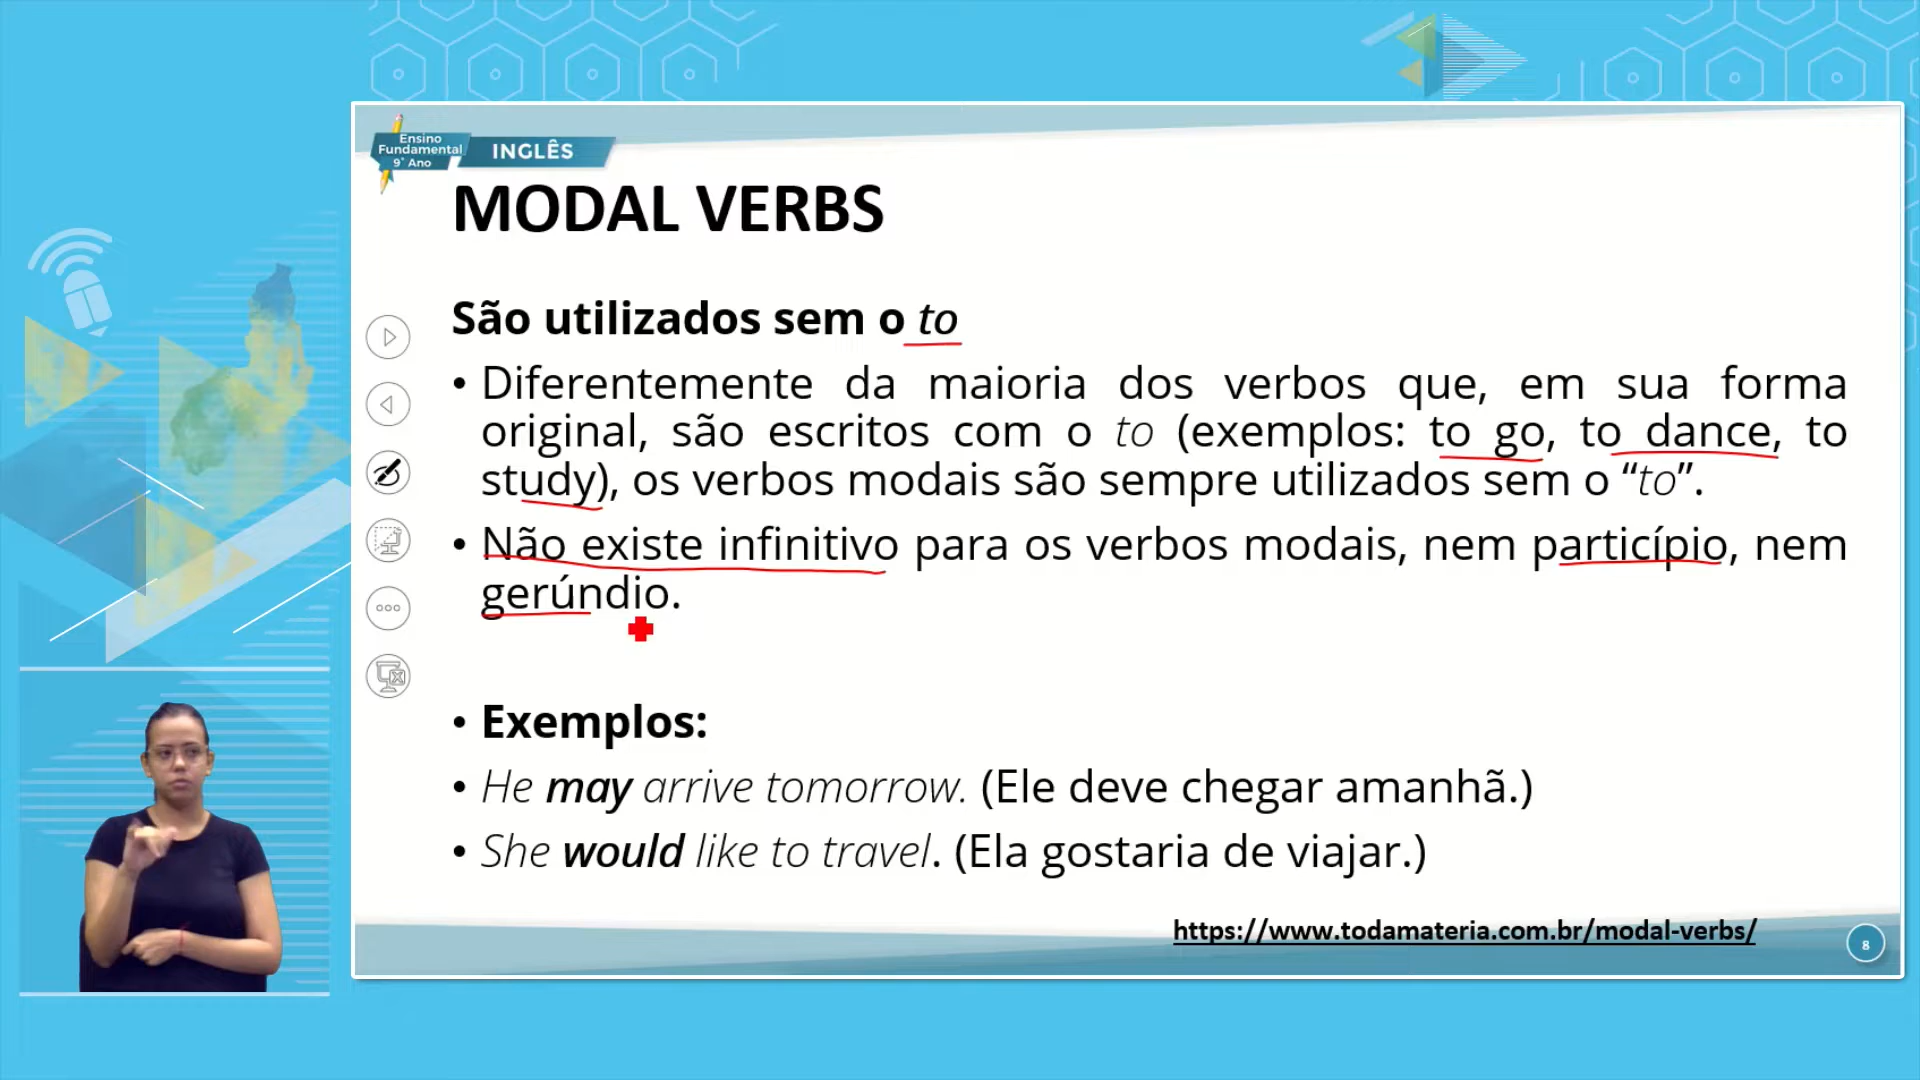 Ensino
Fundamental
9° Ano
INGLÊS
MODAL VERBS
São utilizados sem o to
• Diferentemente da maioria dos verbos que, em sua forma
original, são escritos com o to (exemplos: to go, to dance, to
study), os verbos modais são sempre utilizados sem o “to”.
• Não existe infinitivo para os verbos modais, nem particípio, nem
gerúndio.
• Exemplos:
• He may arrive tomorrow. (Ele deve chegar amanhã.)
• She would like to travel. (Ela gostaria de viajar.)
https://www.todamateria.com.br/modal-verbs/
8